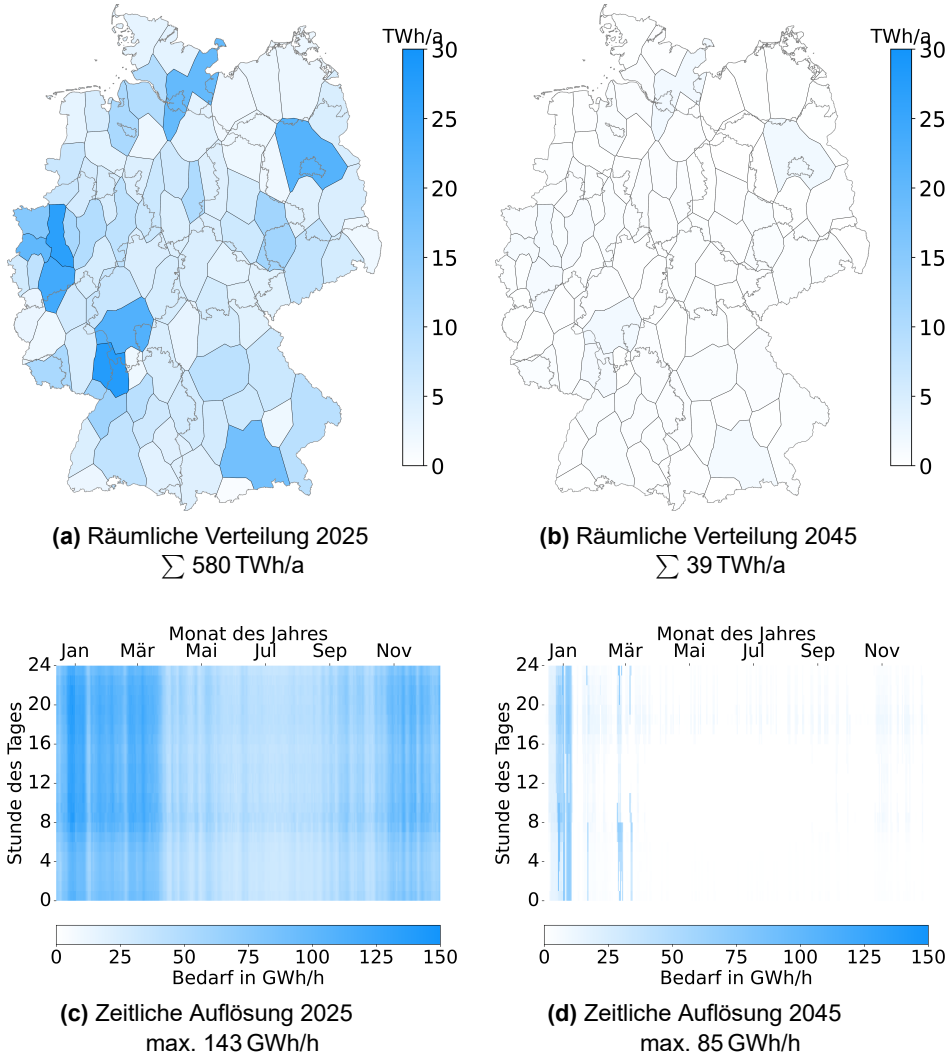 TWh/a
30
25
20
15
10
5
0
(a) Räumliche Verteilung 2025
∑ 580 TWh/a
TWh/a
30
25
20
15
10
5
0
(b) Räumliche Verteilung 2045
∑ 39 TWh/a
Monat des Jahres
Jan Mär Mai Jul Sep Nov
24
20
16
12
8
4
0
Stunde des Tages
0 25 50 75 100 125 150
Bedarf in GWh/h
(c) Zeitliche Auflösung 2025
max. 143 GWh/h
Monat des Jahres
Jan Mär Mai Jul Sep Nov
24
20
16
12
8
4
0
Stunde des Tages
0 25 50 75 100 125 150
Bedarf in GWh/h
(d) Zeitliche Auflösung 2045
max. 85 GWh/h